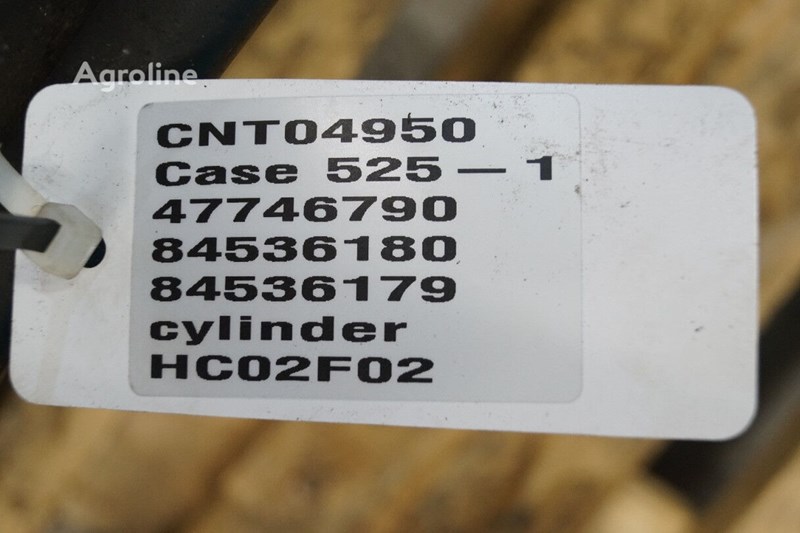 Agroline
CNT04950
Case 525 — 1
47746790
84536180
84536179
cylinder
HC02F02